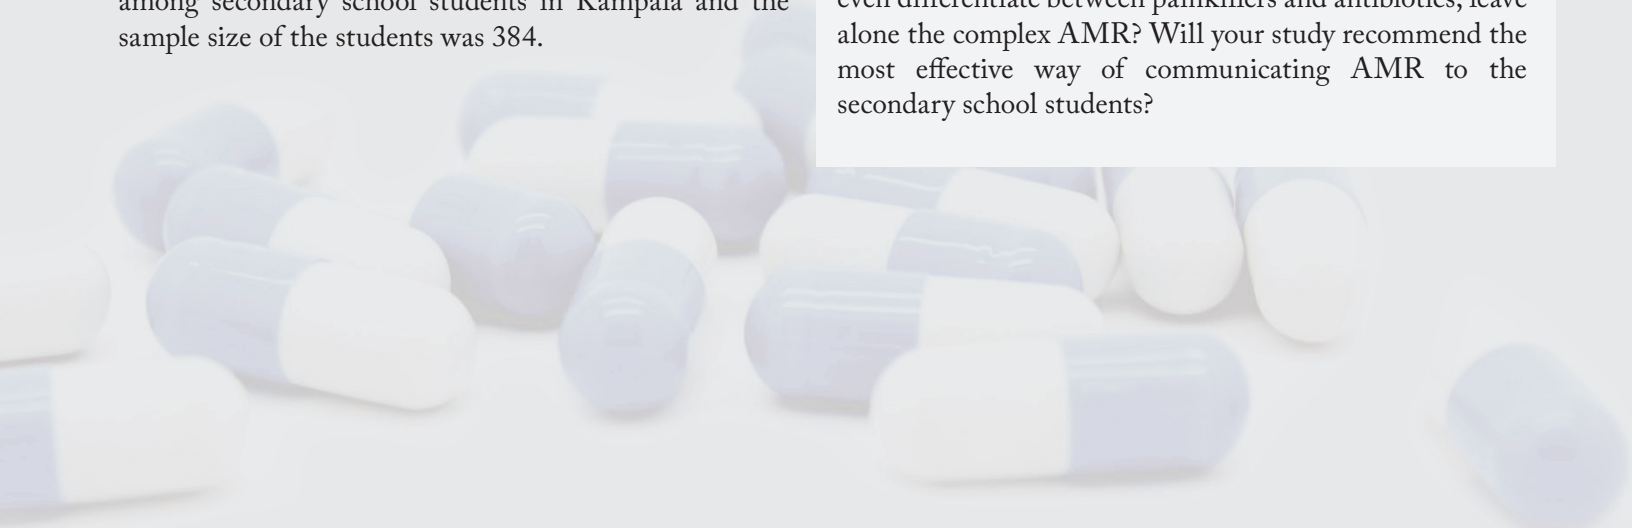 among secondary school students in Kampala and the
sample size of the students was 384.
even differentiate between painkillers and antibiotics, leave
alone the complex AMR? Will your study recommend the
most effective way of communicating AMR to the
secondary school students?